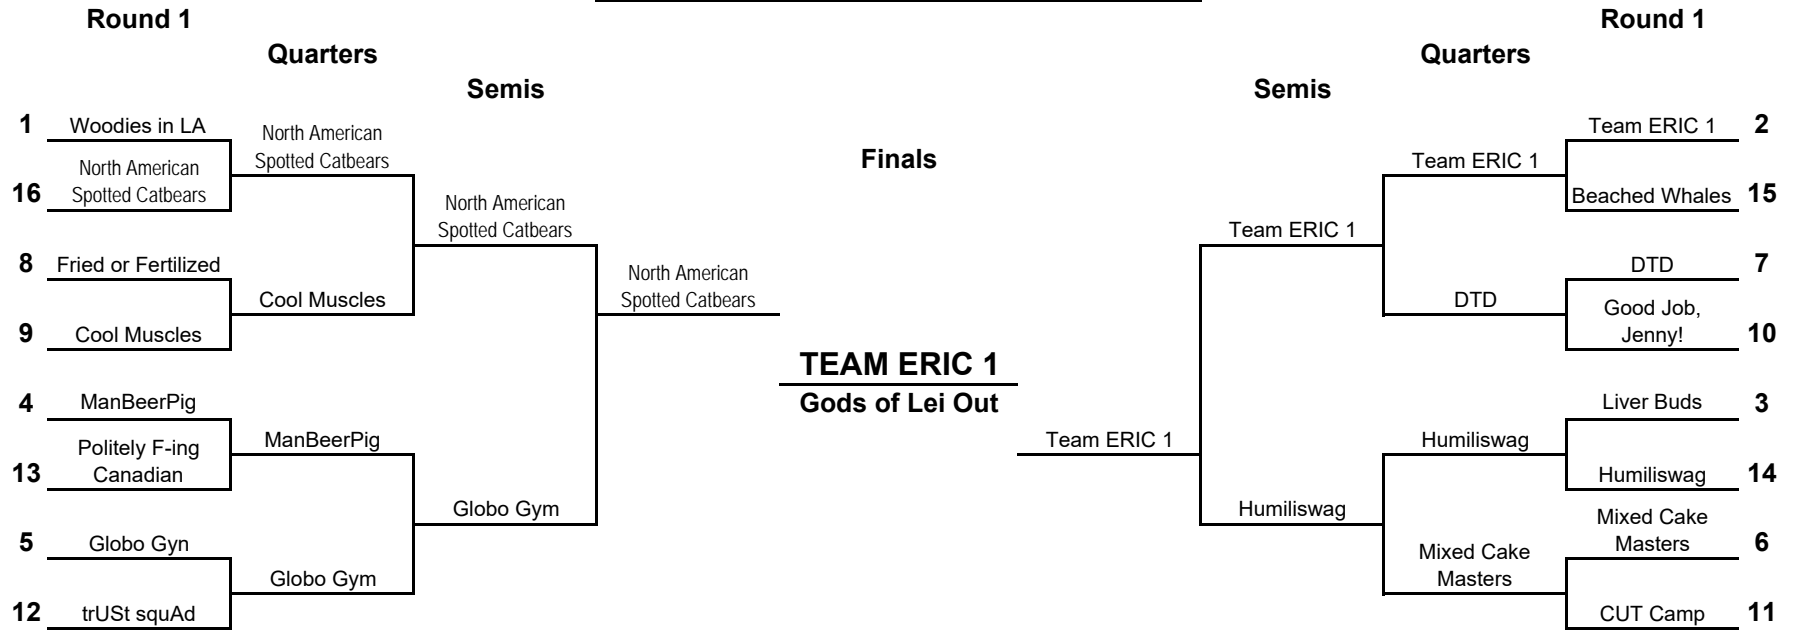 Round 1
Round 1
Quarters
Quarters
Semis
Semis
Finals
1 Woodies in LA
North American
Spotted Catbears
16
North American
Spotted Catbears
8 Fried or Fertilized
9 Cool Muscles
Cool Muscles
North American
Spotted Catbears
4 ManBeerPig
13
Politely F-ing
Canadian
ManBeerPig
5 Globo Gyn
12 trUSt squAd
Globo Gym
Globo Gym
North American
Spotted Catbears
TEAM ERIC 1
Gods of Lei Out
Team ERIC 1
Team ERIC 1
Humiliswag
Team ERIC 1
DTD
Humiliswag
Mixed Cake
Masters
Team ERIC 1 2
Beached Whales 15
DTD 7
Good Job,
Jenny!
10
Liver Buds 3
Humiliswag 14
Mixed Cake
Masters
6
CUT Camp 11